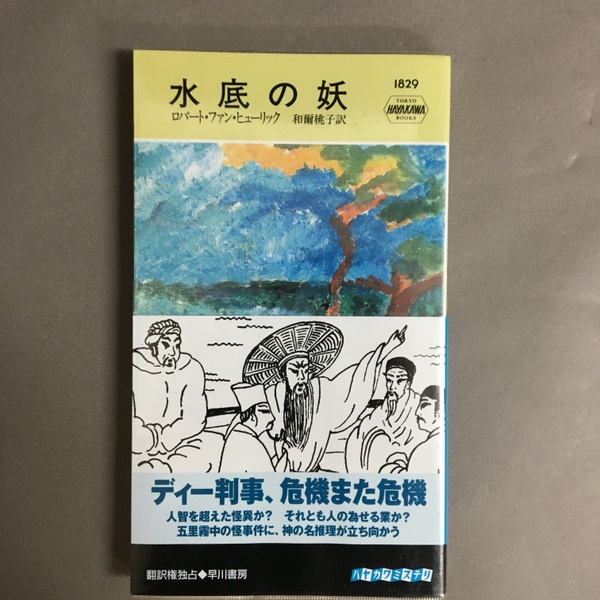 水底の妖
ロバート・ファン・ヒューリック 和爾桃子訳
1829
TOKYO
HAYAKAWA
BOOKS
ディー判事、危機また危機
人智を超えた怪異か? それとも人の為せる業か?
五里霧中の怪事件に、神の名推理が立ち向かう
翻訳権独占◆早川書房
ハヤカワミステリ